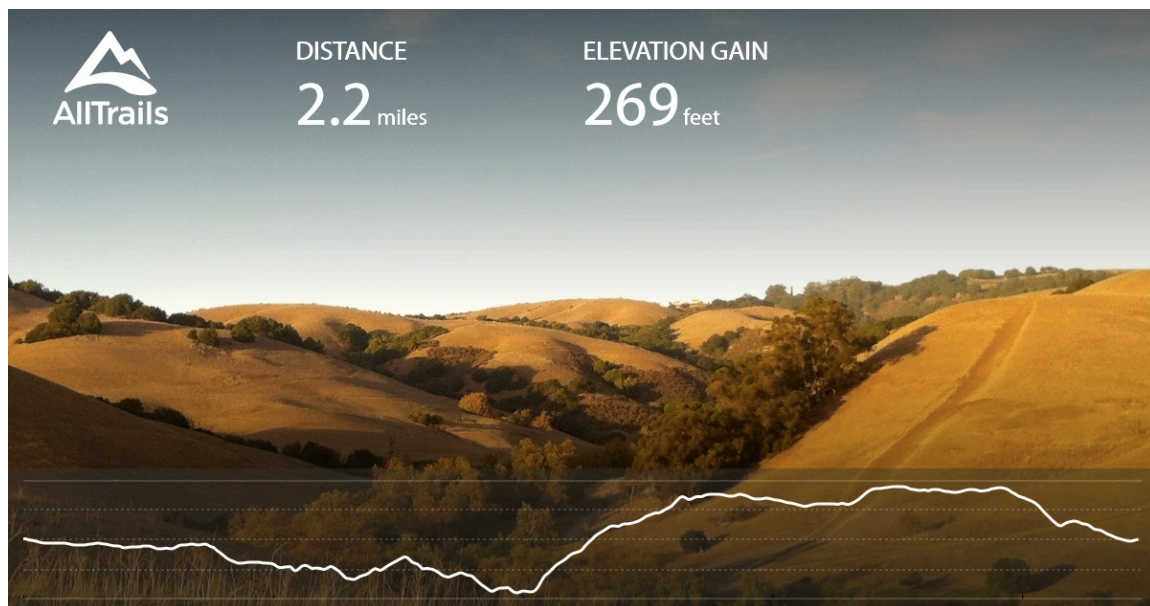 AllTrails
DISTANCE
2.2 miles
ELEVATION GAIN
269 feet